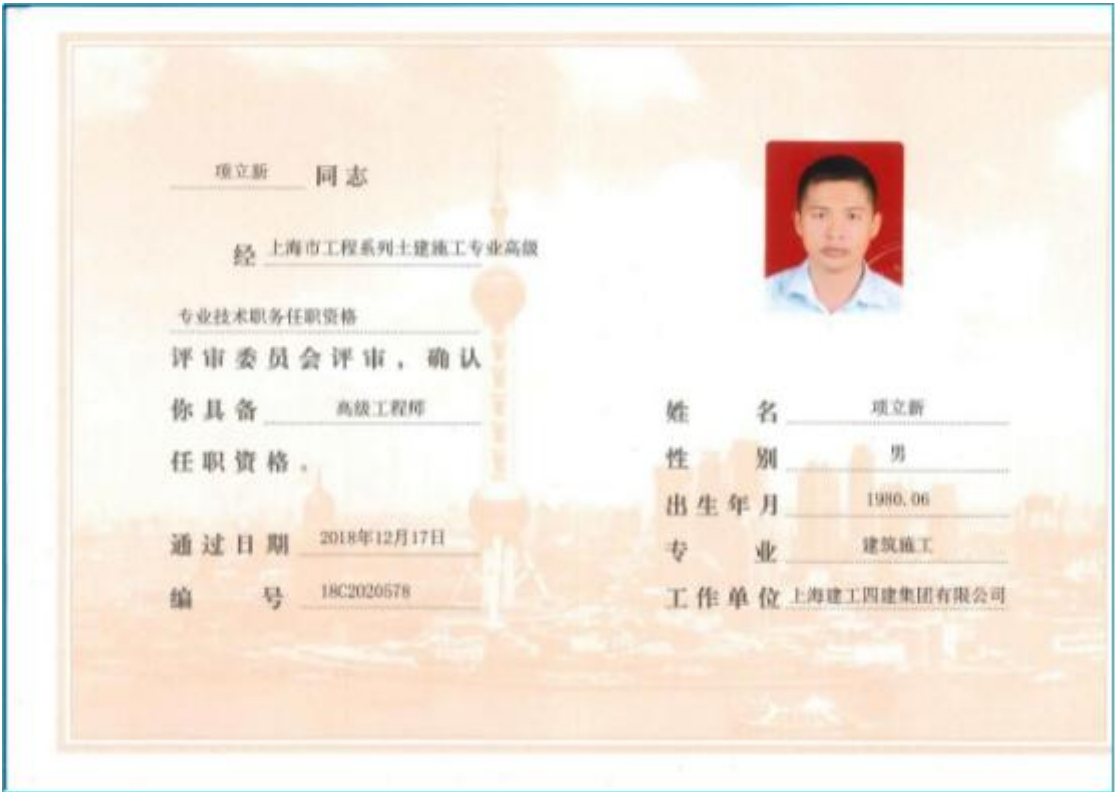 项立新 同志
经 上海市工程系列土建施工专业高级
专业技术职务任职资格
评审委员会评审，确认
你具备 高级工程师
任职资格。
通过日期 2018年12月17日
编号 18C2020578
姓名 项立新
性别 男
出生年月 1980.06
专业 建筑施工
工作单位 上海建工四建集团有限公司